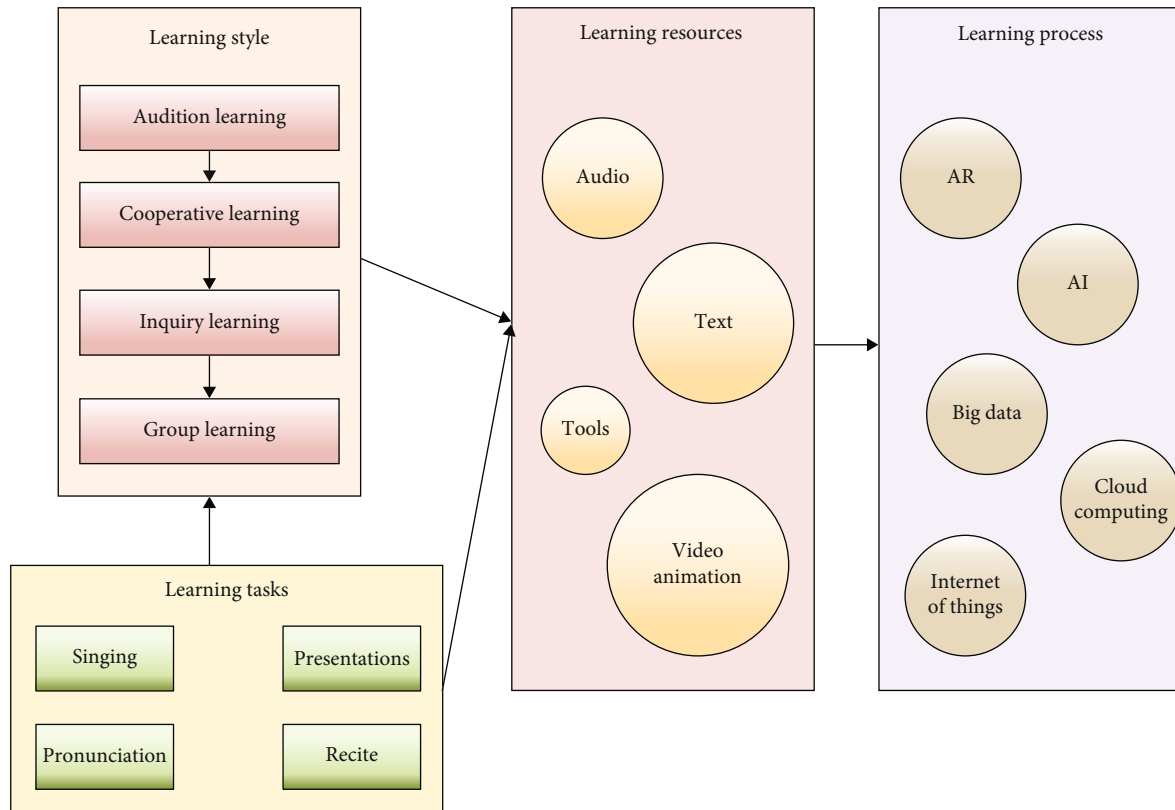 Learning style
Audition learning
Cooperative learning
Inquiry learning
Group learning
Learning tasks
Singing
Presentations
Pronunciation
Recite
Learning resources
Audio
Text
Tools
Video
animation
Learning process
AR
AI
Big data
Cloud
computing
Internet
of things